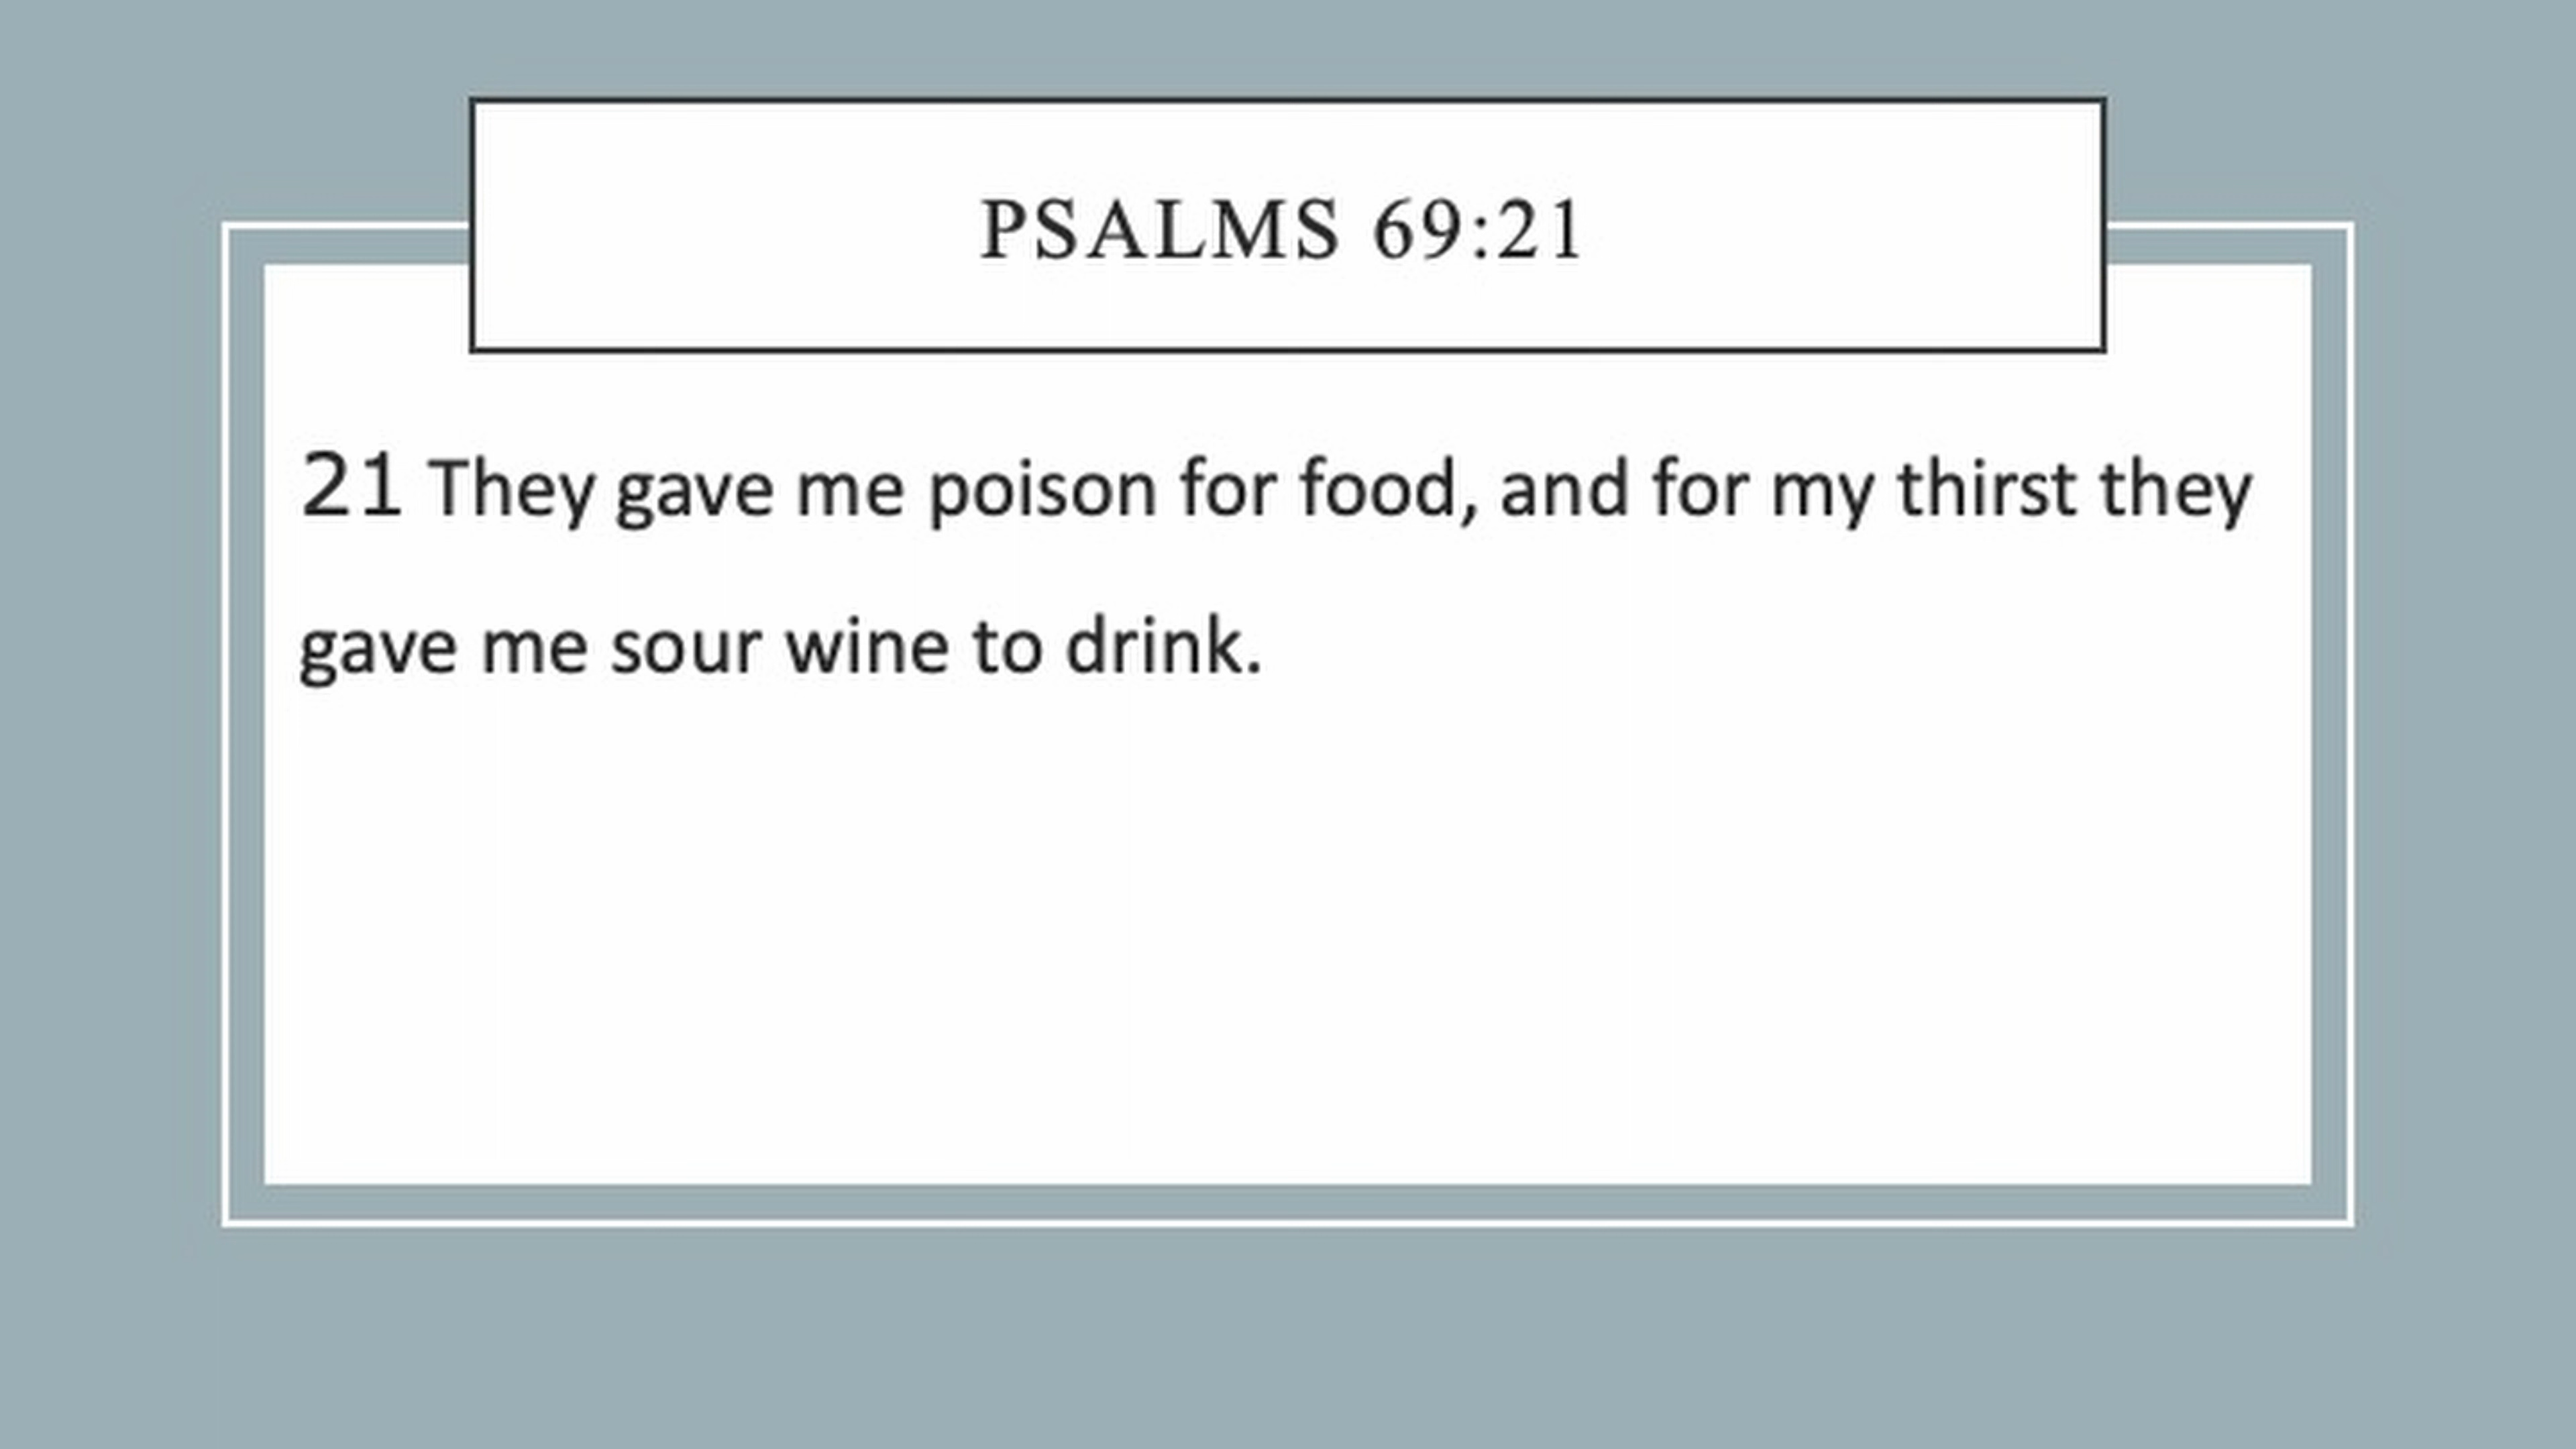 PSALMS 69:21
21 They gave me poison for food, and for my thirst they
gave me sour wine to drink.